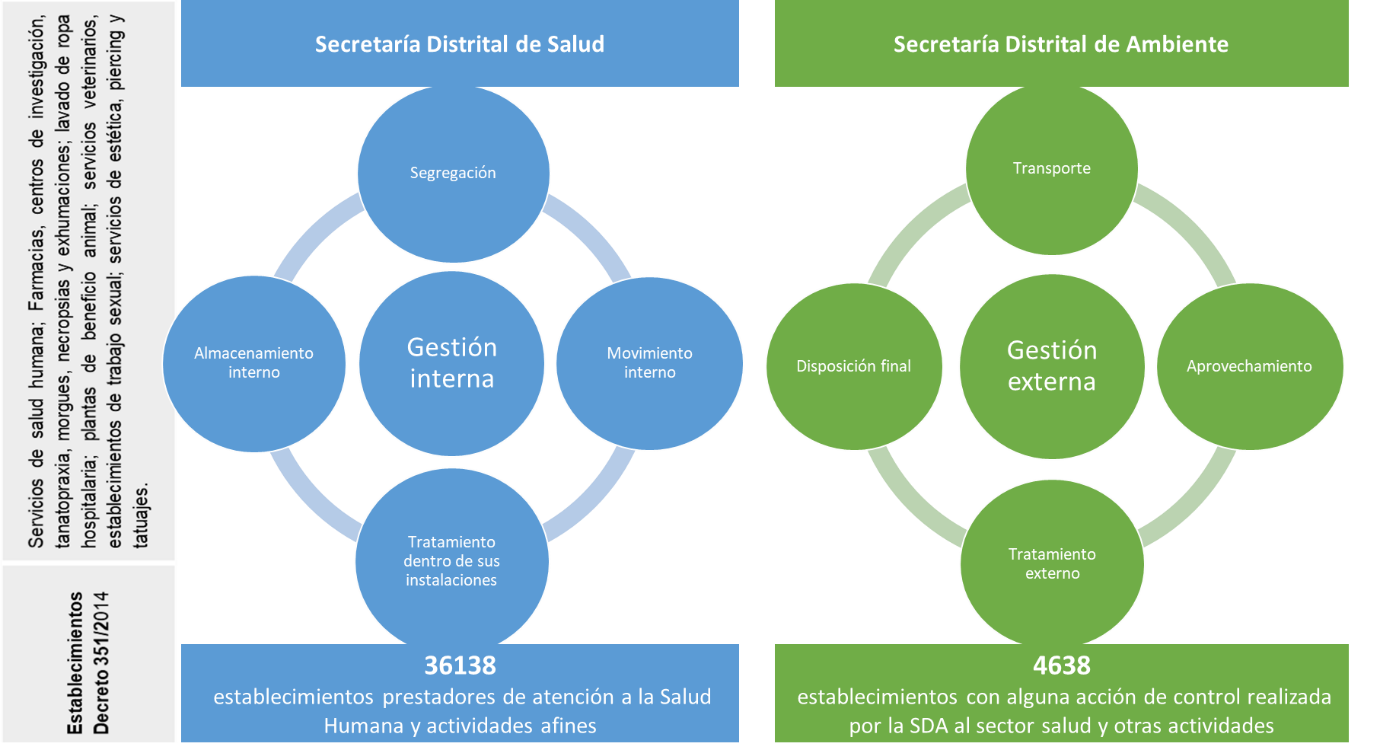 Servicios de salud humana; Farmacias, centros de investigación,
tanatopraxia, morgues, necropsias y exhumaciones; lavado de ropa
hospitalaria; plantas de beneficio animal; servicios veterinarios,
establecimientos de trabajo sexual; servicios de estética, piercing y
tatuajes.
Establecimientos
Decreto 351/2014
Secretaría Distrital de Salud
Segregación
Almacenamiento
interno
Gestión
interna
Movimiento
interno
Tratamiento
dentro de sus
instalaciones
36138
establecimientos prestadores de atención a la Salud
Humana y actividades afines
Secretaría Distrital de Ambiente
Transporte
Disposición final
Gestión
externa
Aprovechamiento
Tratamiento
externo
4638
establecimientos con alguna acción de control realizada
por la SDA al sector salud y otras actividades